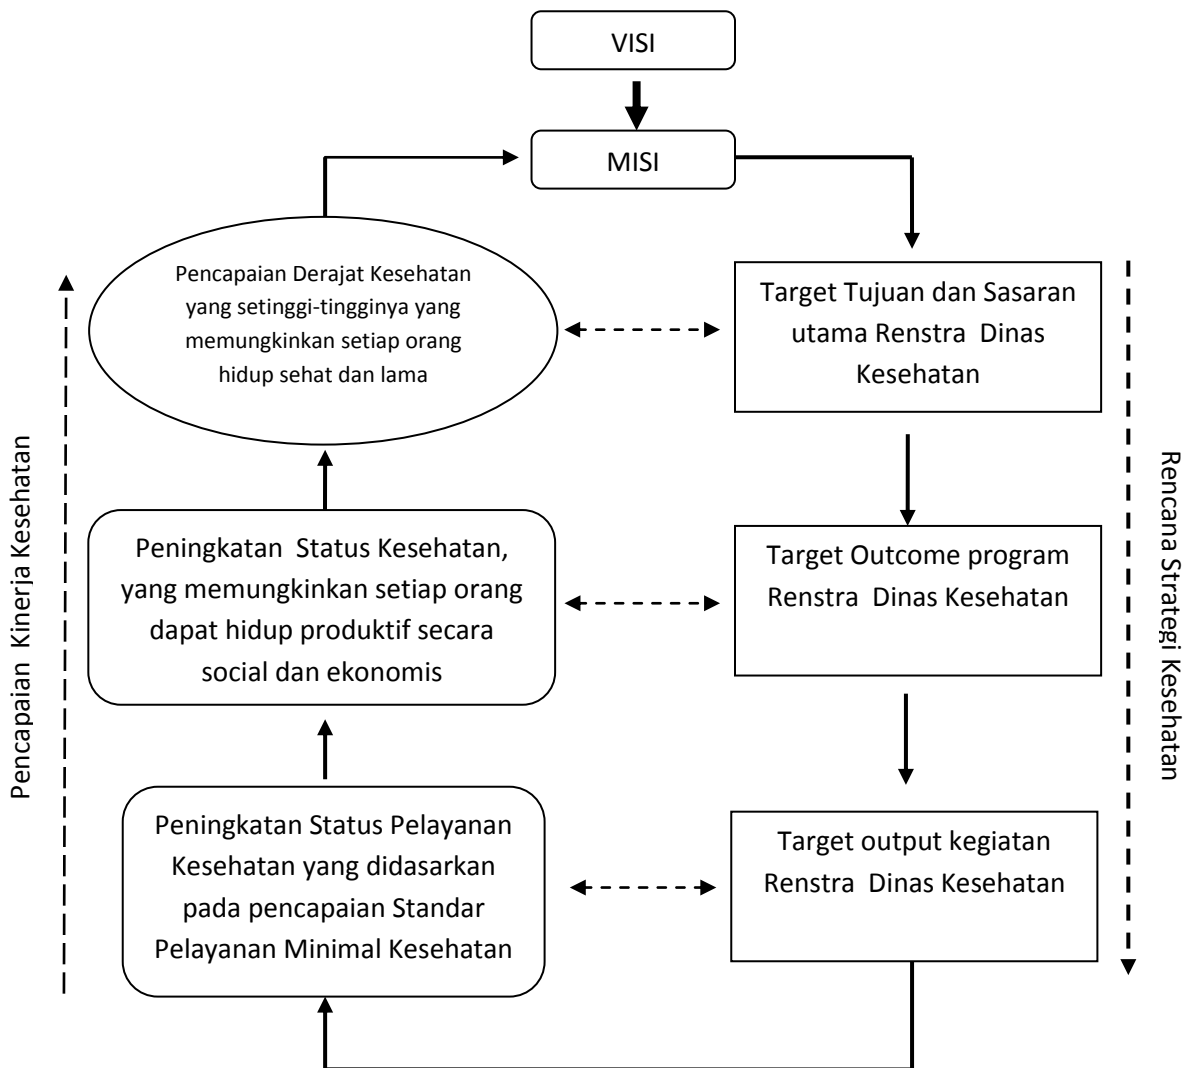 VISI
MISI
Pencapaian Derajat Kesehatan
yang setinggi-tingginya yang
memungkinkan setiap orang
hidup sehat dan lama
Target Tujuan dan Sasaran
utama Renstra Dinas
Kesehatan
Pencapaian Kinerja Kesehatan
Rencana Strategi Kesehatan
Peningkatan Status Kesehatan,
yang memungkinkan setiap orang
dapat hidup produktif secara
social dan ekonomis
Target Outcome program
Renstra Dinas Kesehatan
Peningkatan Status Pelayanan
Kesehatan yang didasarkan
pada pencapaian Standar
Pelayanan Minimal Kesehatan
Target output kegiatan
Renstra Dinas Kesehatan